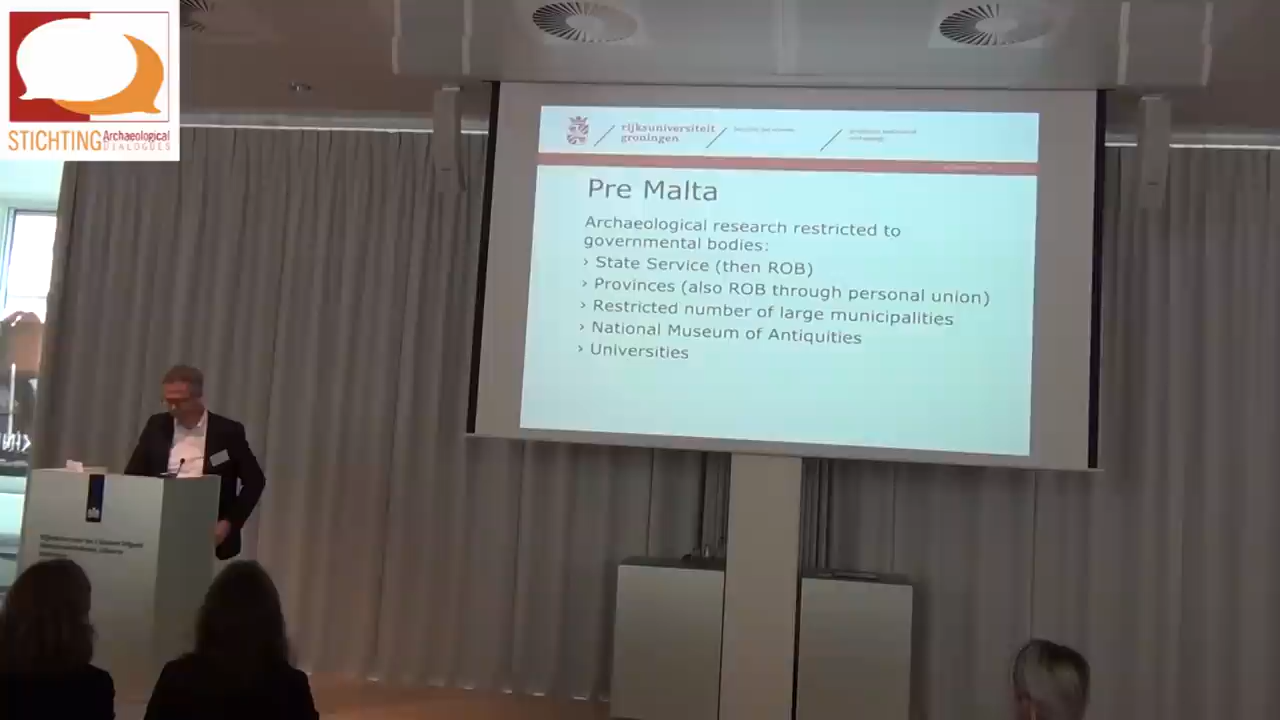 STICHTING Archaeological
DIALOGUES
rijksuniversiteit
groningen
Pre Malta
Archaeological research restricted to
governmental bodies:
› State Service (then ROB)
› Provinces (also ROB through personal union)
› Restricted number of large municipalities
› National Museum of Antiquities
› Universities